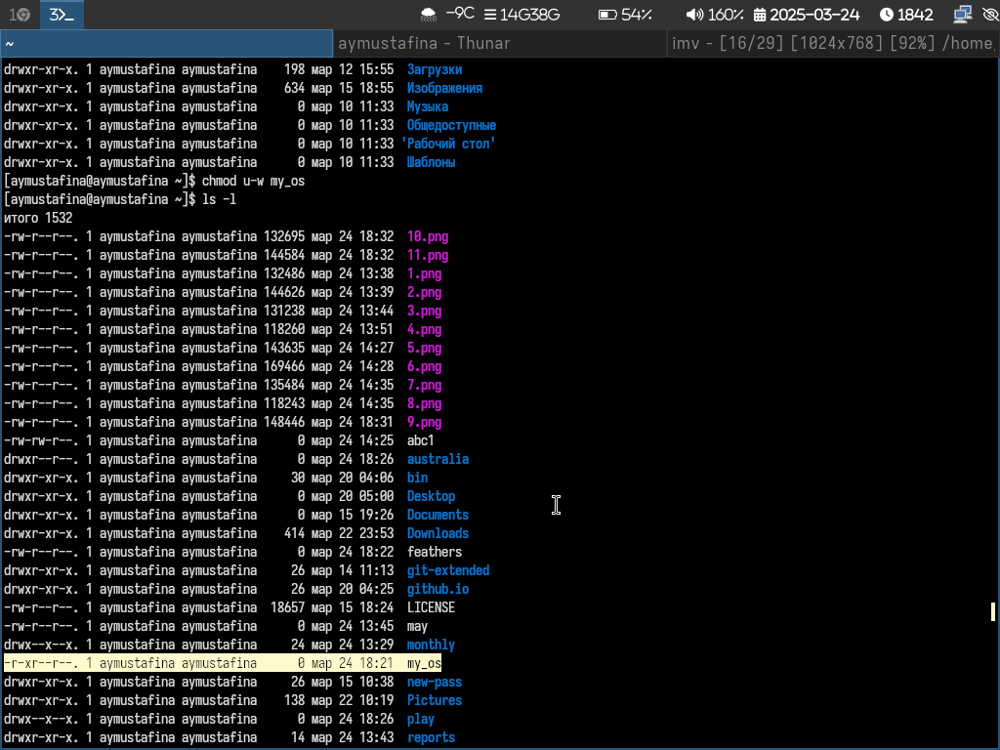 1 3 -9C 14G38G 54% 160% 2025-03-24 1842
~ aymustafina - Thunar imv - [16/29] [1024x768] [92%] /home
drwxr-xr-x. 1 aymustafina aymustafina 198 мар 12 15:55 Загрузки
drwxr-xr-x. 1 aymustafina aymustafina 634 мар 15 18:55 Изображения
drwxr-xr-x. 1 aymustafina aymustafina 0 мар 10 11:33 Музыка
drwxr-xr-x. 1 aymustafina aymustafina 0 мар 10 11:33 Общедоступные
drwxr-xr-x. 1 aymustafina aymustafina 0 мар 10 11:33 'Рабочий стол'
drwxr-xr-x. 1 aymustafina aymustafina 0 мар 10 11:33 Шаблоны
[aymustafina@aymustafina ~]$ chmod u-w my_os
[aymustafina@aymustafina ~]$ ls -l
итого 1532
-rw-r--r--. 1 aymustafina aymustafina 132695 мар 24 18:32 10.png
-rw-r--r--. 1 aymustafina aymustafina 144584 мар 24 18:32 11.png
-rw-r--r--. 1 aymustafina aymustafina 132486 мар 24 13:38 1.png
-rw-r--r--. 1 aymustafina aymustafina 144626 мар 24 13:39 2.png
-rw-r--r--. 1 aymustafina aymustafina 131238 мар 24 13:44 3.png
-rw-r--r--. 1 aymustafina aymustafina 118260 мар 24 13:51 4.png
-rw-r--r--. 1 aymustafina aymustafina 143635 мар 24 14:27 5.png
-rw-r--r--. 1 aymustafina aymustafina 169466 мар 24 14:28 6.png
-rw-r--r--. 1 aymustafina aymustafina 135484 мар 24 14:35 7.png
-rw-r--r--. 1 aymustafina aymustafina 118243 мар 24 14:35 8.png
-rw-r--r--. 1 aymustafina aymustafina 148446 мар 24 18:31 9.png
-rw-rw-r--. 1 aymustafina aymustafina 0 мар 24 14:25 abc1
drwxr--r--. 1 aymustafina aymustafina 0 мар 24 18:26 australia
drwxr-xr-x. 1 aymustafina aymustafina 30 мар 20 04:06 bin
drwxr-xr-x. 1 aymustafina aymustafina 0 мар 20 05:00 Desktop
drwxr-xr-x. 1 aymustafina aymustafina 0 мар 15 19:26 Documents
drwxr-xr-x. 1 aymustafina aymustafina 414 мар 22 23:53 Downloads
-rw-r--r--. 1 aymustafina aymustafina 0 мар 24 18:22 feathers
drwxr-xr-x. 1 aymustafina aymustafina 26 мар 14 11:13 git-extended
drwxr-xr-x. 1 aymustafina aymustafina 26 мар 20 04:25 github.io
-rw-r--r--. 1 aymustafina aymustafina 18657 мар 15 18:24 LICENSE
-rw-r--r--. 1 aymustafina aymustafina 0 мар 24 13:45 may
drwx--x--x. 1 aymustafina aymustafina 24 мар 24 13:29 monthly
-r-xr--r--. 1 aymustafina aymustafina 0 мар 24 18:21 my_os
drwxr-xr-x. 1 aymustafina aymustafina 26 мар 15 10:38 new-pass
drwxr-xr-x. 1 aymustafina aymustafina 138 мар 22 10:19 Pictures
drwx--x--x. 1 aymustafina aymustafina 0 мар 24 18:26 play
drwxr-xr-x. 1 aymustafina aymustafina 14 мар 24 13:43 reports